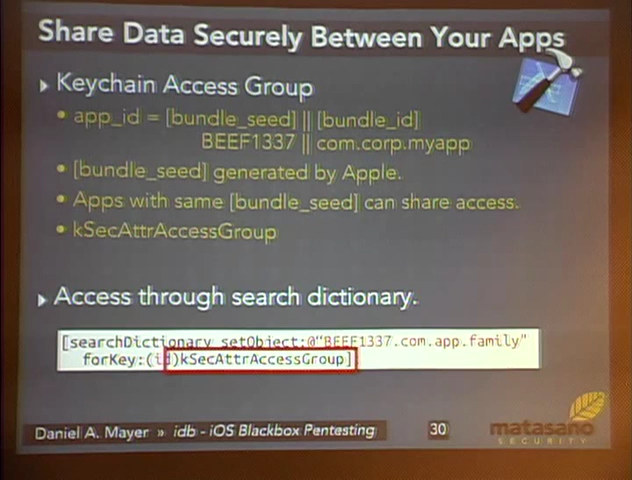 Share Data Securely Between Your Apps
Keychain Access Group
• app_id = [bundle_seed] || [bundle_id]
BEEF1337 || com.corp.myapp
• [bundle_seed] generated by Apple.
• Apps with same [bundle_seed] can share access.
• kSecAttrAccessGroup
Access through search dictionary.
[searchDictionary setObject:@"BEEF1337.com.app.family"
forKey:(id)kSecAttrAccessGroup]
Daniel A. Mayer » idb - iOS Blackbox Pentesting
30
matasano
SECURITY